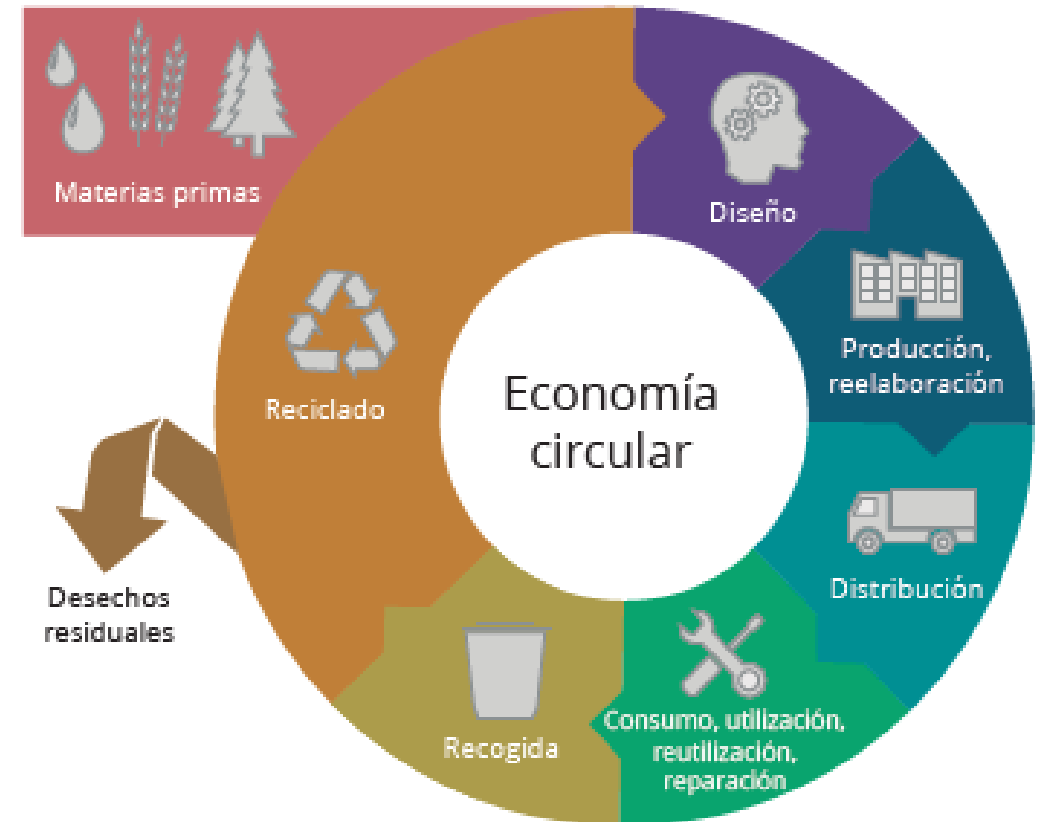 Materias primas
Diseño
Producción,
reelaboración
Distribución
Consumo, utilización,
reutilización,
reparación
Recogida
Reciclado
Desechos
residuales
Economía
circular